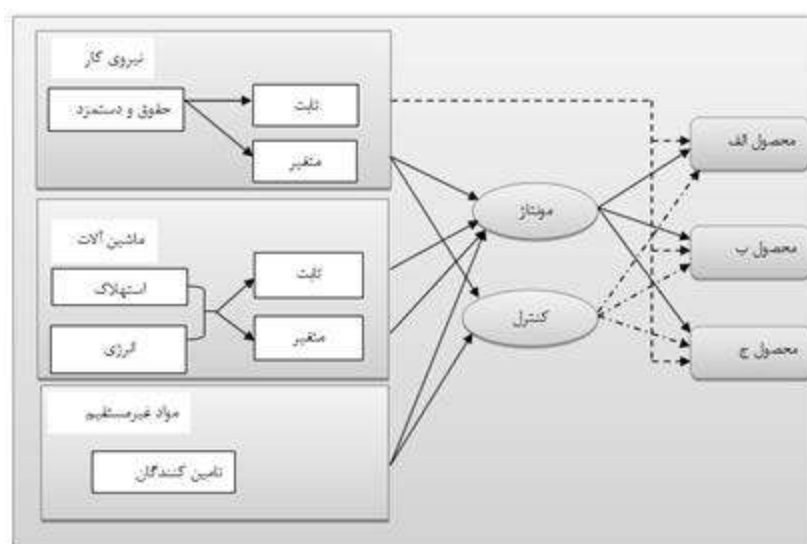 نیروی کار
حقوق و دستمزد
ثابت
متغیر
ماشین آلات
استهلاک
انرژی
ثابت
متغیر
مواد غیرمستقیم
تامین کنندگان
مونتاژ
کنترل
محصول الف
محصول ب
محصول ج